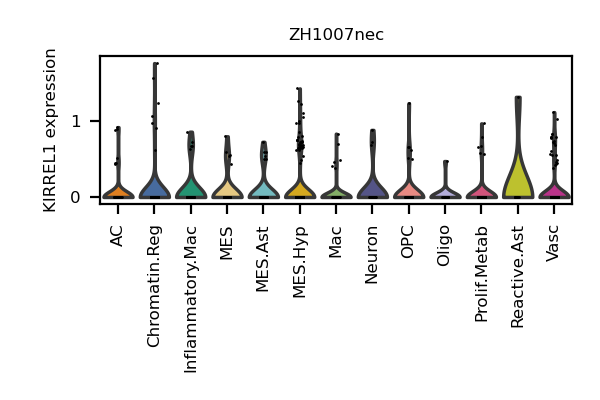 ZH1007nec
KIRREL1 expression
1
0
AC
Chromatin.Reg
Inflammatory.Mac
MES
MES.Ast
MES.Hyp
Mac
Neuron
OPC
Oligo
Prolif.Metab
Reactive.Ast
Vasc